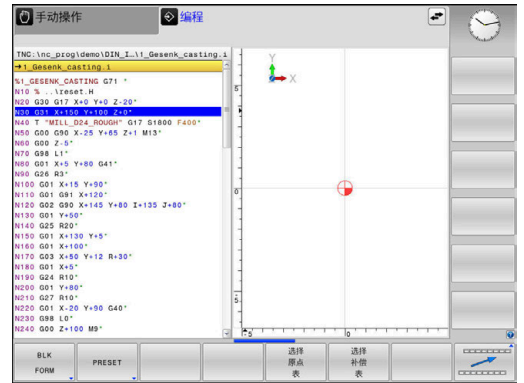 手动操作
编程
TNC:\nc_prog\demo\DIN_I…\1_Gesenk_casting.i
→1_Gesenk_casting.i
%1_GESENK_CASTING G71 *
N10 % ..\reset.H
N20 G30 G17 X+0 Y+0 Z-20*
N30 G31 X+150 Y+100 Z+0*
N40 T "MILL_D24_ROUGH" G17 S1800 F400*
N50 G00 G90 X-25 Y+65 Z+1 M13*
N60 G00 Z-5*
N70 G98 L1*
N80 G01 X+5 Y+80 G41*
N90 G26 R3*
N100 G01 X+15 Y+90*
N110 G01 G91 X+120*
N120 G02 G90 X+145 Y+80 I+135 J+80*
N130 G01 Y+50*
N140 G25 R20*
N150 G01 X+130 Y+5*
N160 G01 X+100*
N170 G03 X+50 Y+12 R+30*
N180 G01 X+5*
N190 G24 R10*
N200 G01 Y+80*
N210 G27 R10*
N220 G01 X-20 Y+90 G40*
N230 G98 L0*
N240 G00 Z+100 M9*
Y
X
5
0
5
-5
0
BLK
FORM
PRESET
选择
原点
表
选择
补偿
表